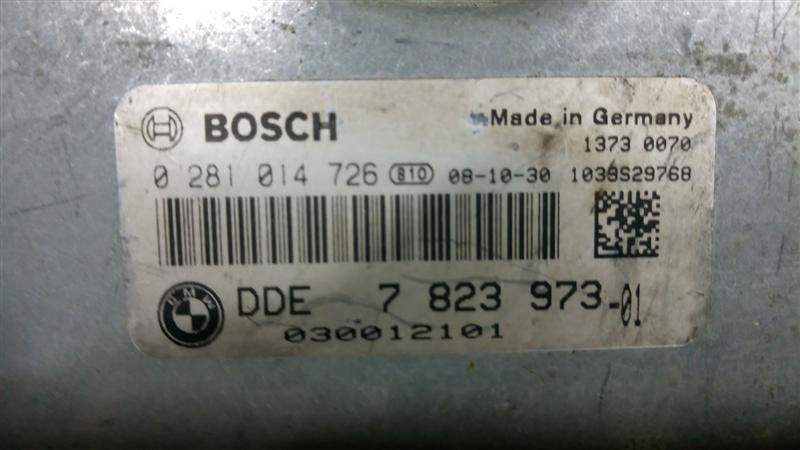 BOSCH
Made in Germany
1373 0070
0 281 014 726 810 08-10-30 1039S29768
BMW DDE 7 823 973-01
030012101